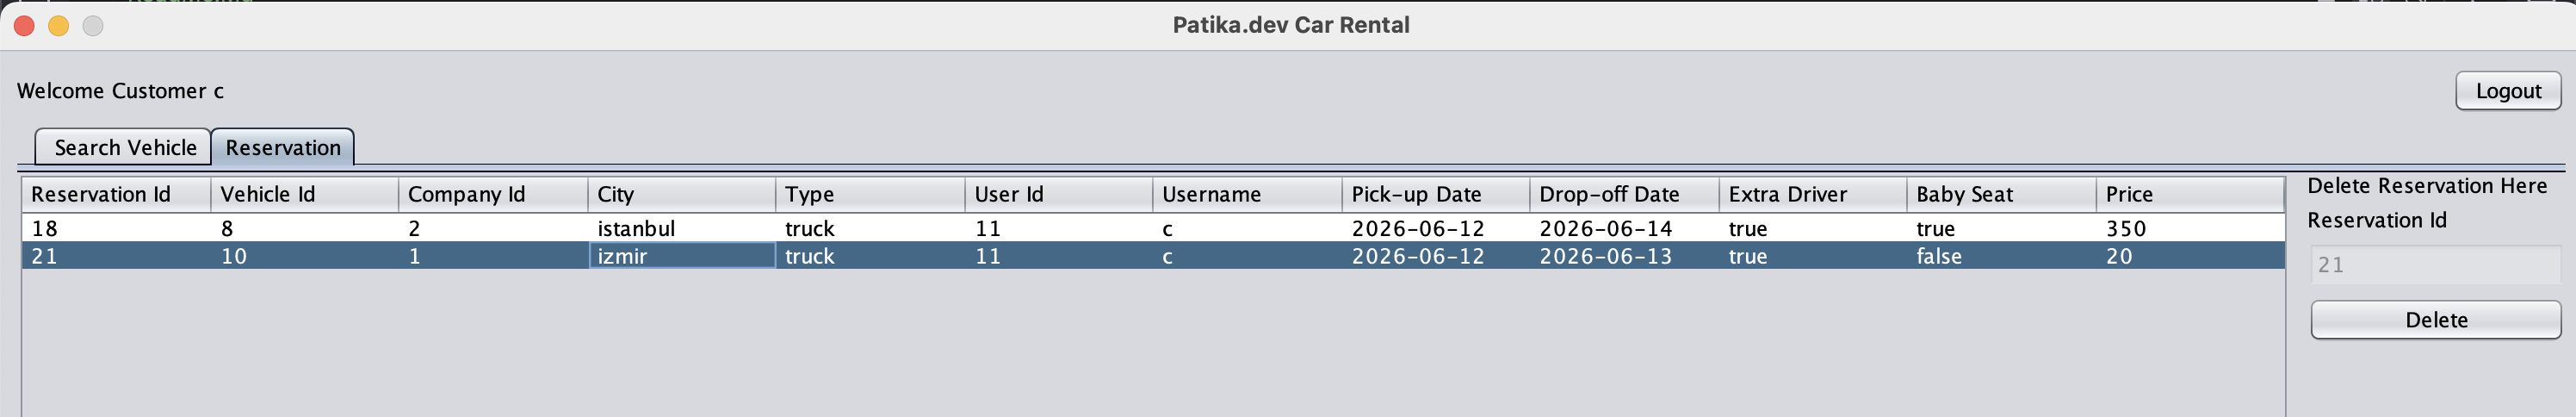 Patika.dev Car Rental
Welcome Customer c
Logout
Search Vehicle Reservation
Reservation Id Vehicle Id Company Id City Type User Id Username Pick-up Date Drop-off Date Extra Driver Baby Seat Price
18 8 2 istanbul truck 11 c 2026-06-12 2026-06-14 true true 350
21 10 1 izmir truck 11 c 2026-06-12 2026-06-13 true false 20
Delete Reservation Here
Reservation Id
21
Delete